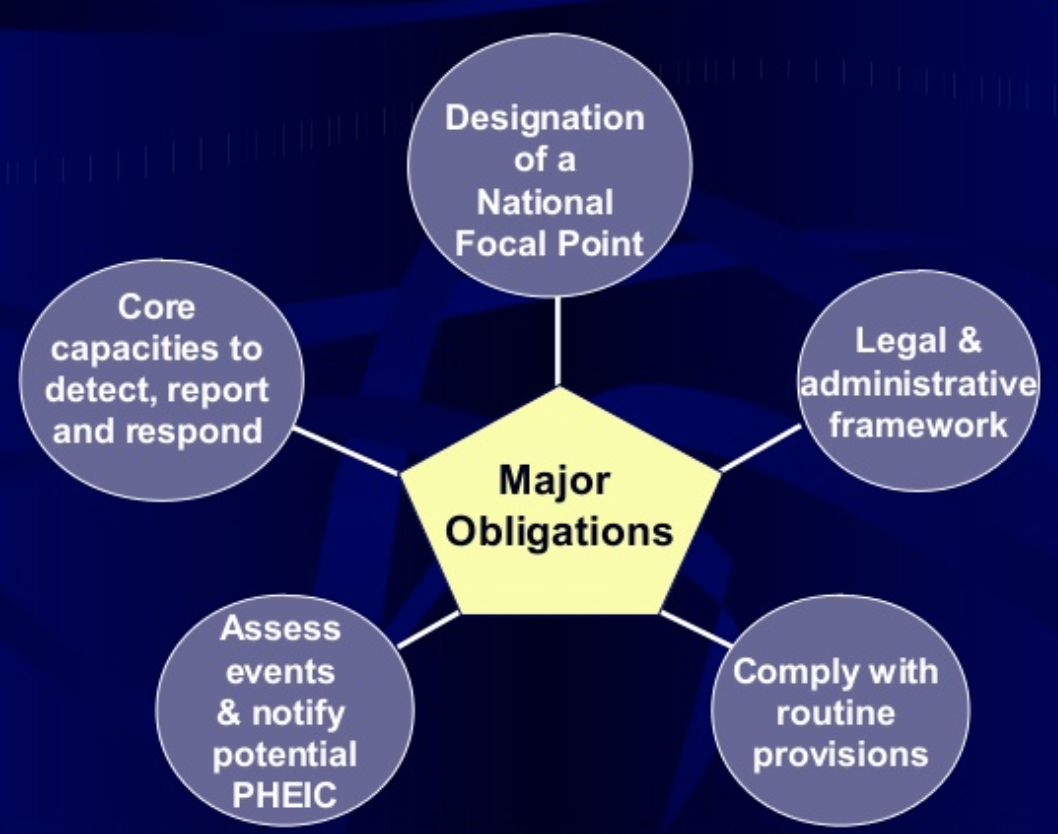 Designation
of a
National
Focal Point
Core
capacities to
detect, report
and respond
Legal &
administrative
framework
Major
Obligations
Assess
events
& notify
potential
PHEIC
Comply with
routine
provisions